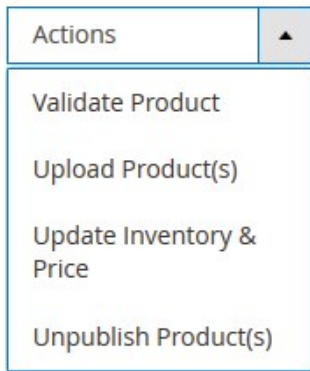 Actions
Validate Product
Upload Product(s)
Update Inventory &
Price
Unpublish Product(s)